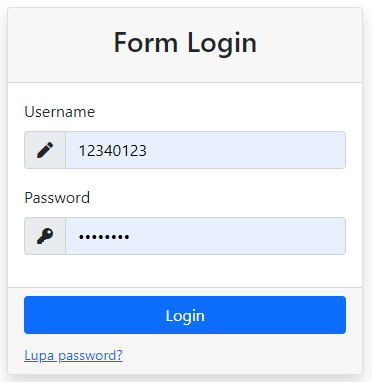 Form Login
Username
12340123
Password
••••••••
Login
Lupa password?